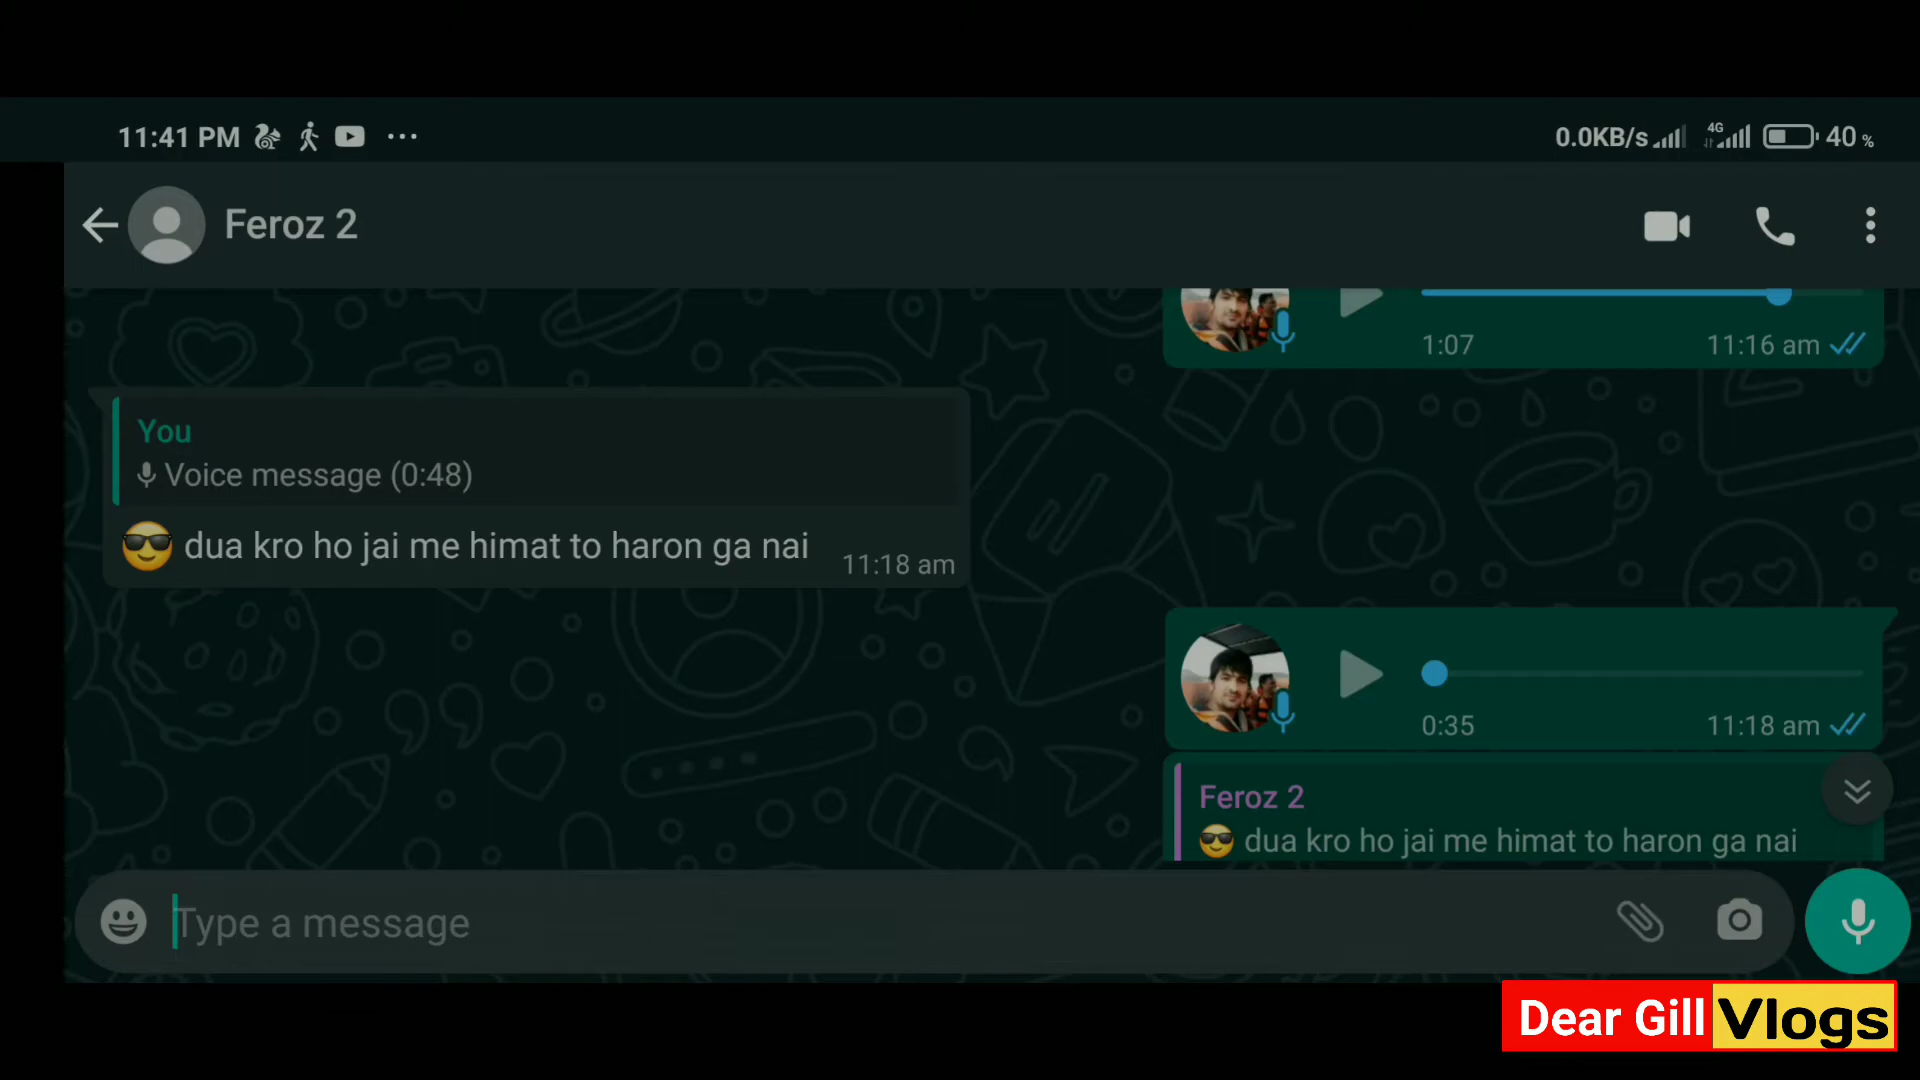 11:41 PM
0.0KB/s 4G 40 %
Feroz 2
1:07 11:16 am
You
Voice message (0:48)
😎 dua kro ho jai me himat to haron ga nai 11:18 am
0:35 11:18 am
Feroz 2
😎 dua kro ho jai me himat to haron ga nai
Type a message
Dear Gill Vlogs